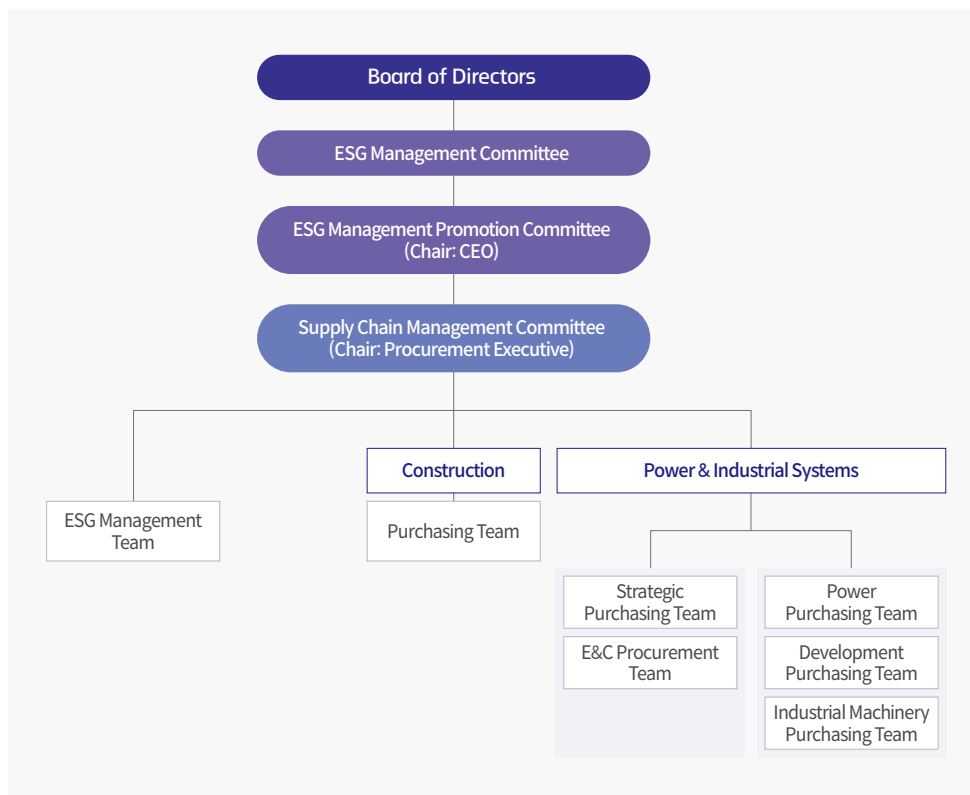 Board of Directors
ESG Management Committee
ESG Management Promotion Committee
(Chair: CEO)
Supply Chain Management Committee
(Chair: Procurement Executive)
ESG Management
Team
Construction
Purchasing Team
Power & Industrial Systems
Strategic
Purchasing Team
E&C Procurement
Team
Power
Purchasing Team
Development
Purchasing Team
Industrial Machinery
Purchasing Team